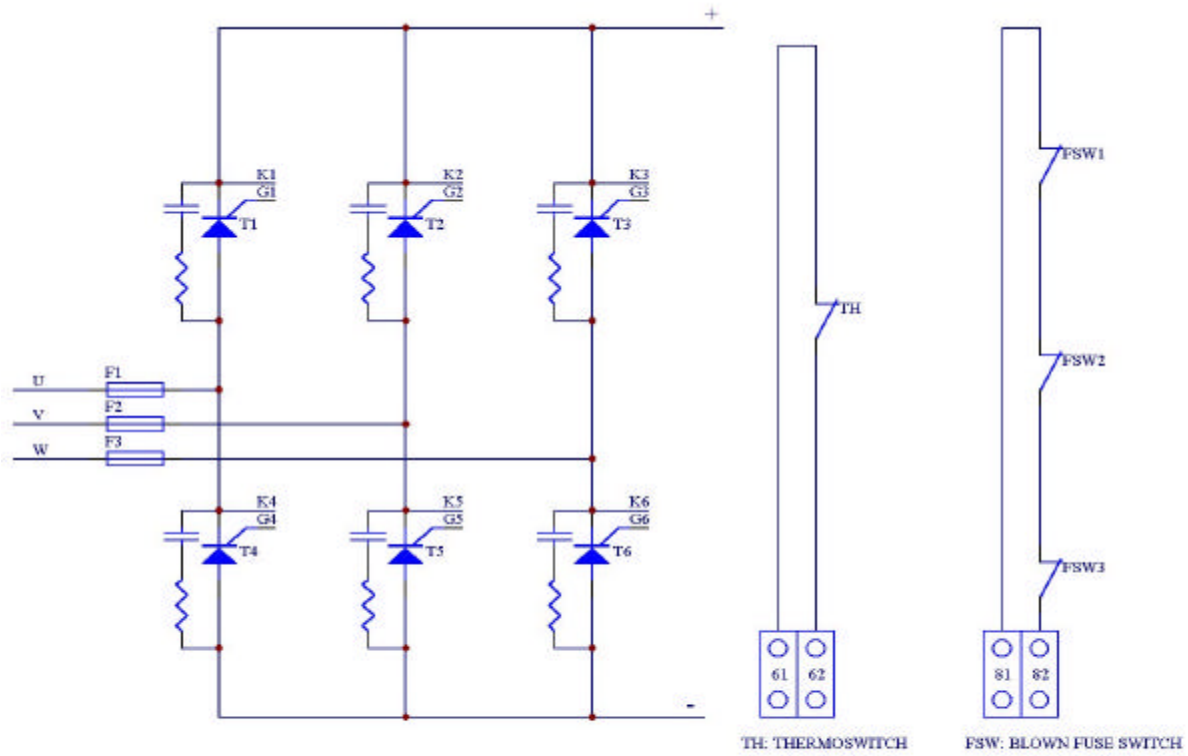 +
K1
G1
T1
K2
G2
T2
K3
G3
T3
FSW1
TH
FSW2
U
F1
V
F2
W
F3
K4
G4
T4
K5
G5
T5
K6
G6
T6
FSW3
61
62
81
82
-
TH: THERMOSWITCH
FSW: BLOWN FUSE SWITCH